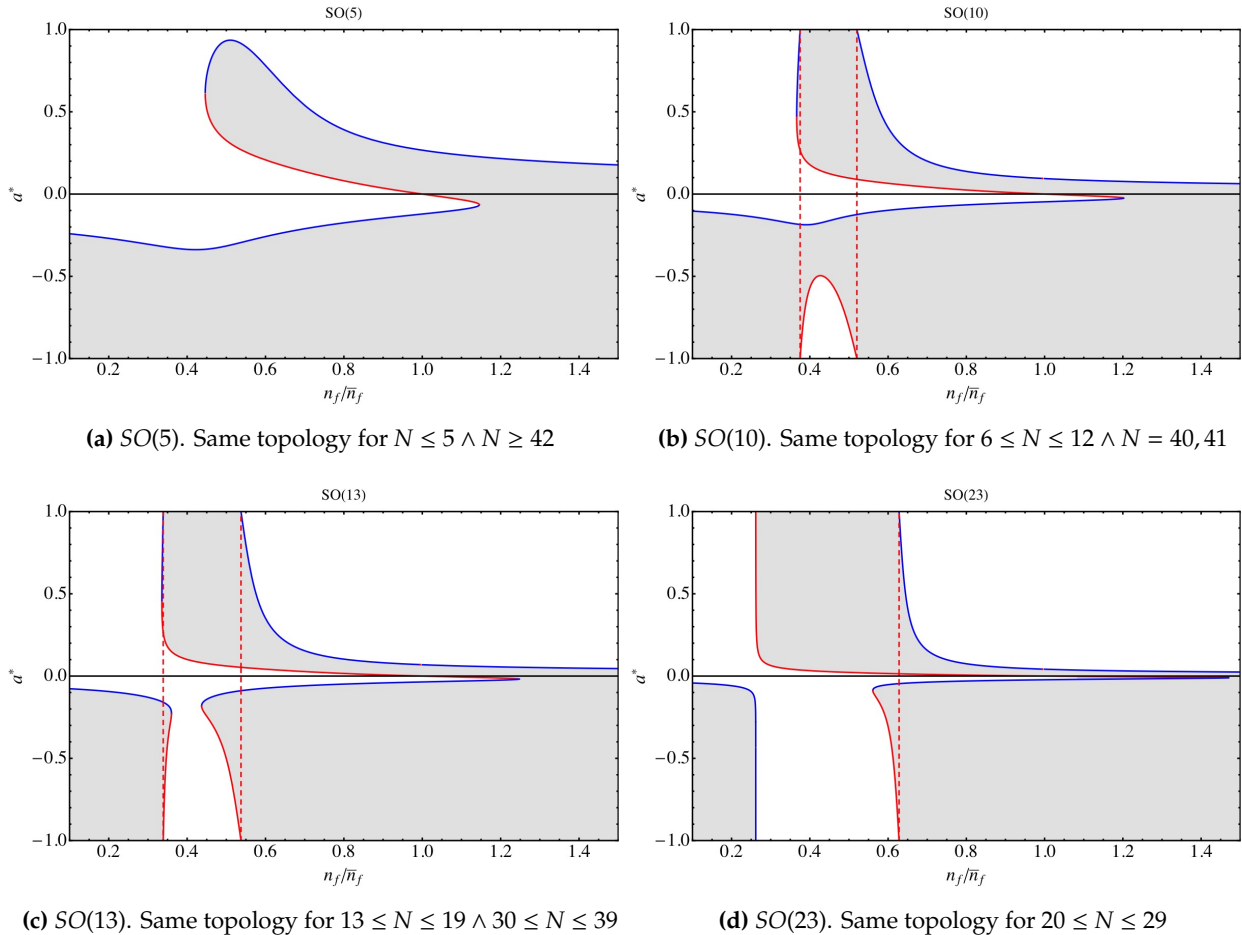 SO(5)
1.0
0.5
0.0
−0.5
−1.0
a*
0.2 0.4 0.6 0.8 1.0 1.2 1.4
n_f/n̄_f
(a) SO(5). Same topology for N ≤ 5 ∧ N ≥ 42
SO(10)
1.0
0.5
0.0
−0.5
−1.0
a*
0.2 0.4 0.6 0.8 1.0 1.2 1.4
n_f/n̄_f
(b) SO(10). Same topology for 6 ≤ N ≤ 12 ∧ N = 40, 41
SO(13)
1.0
0.5
0.0
−0.5
−1.0
a*
0.2 0.4 0.6 0.8 1.0 1.2 1.4
n_f/n̄_f
(c) SO(13). Same topology for 13 ≤ N ≤ 19 ∧ 30 ≤ N ≤ 39
SO(23)
1.0
0.5
0.0
−0.5
−1.0
a*
0.2 0.4 0.6 0.8 1.0 1.2 1.4
n_f/n̄_f
(d) SO(23). Same topology for 20 ≤ N ≤ 29